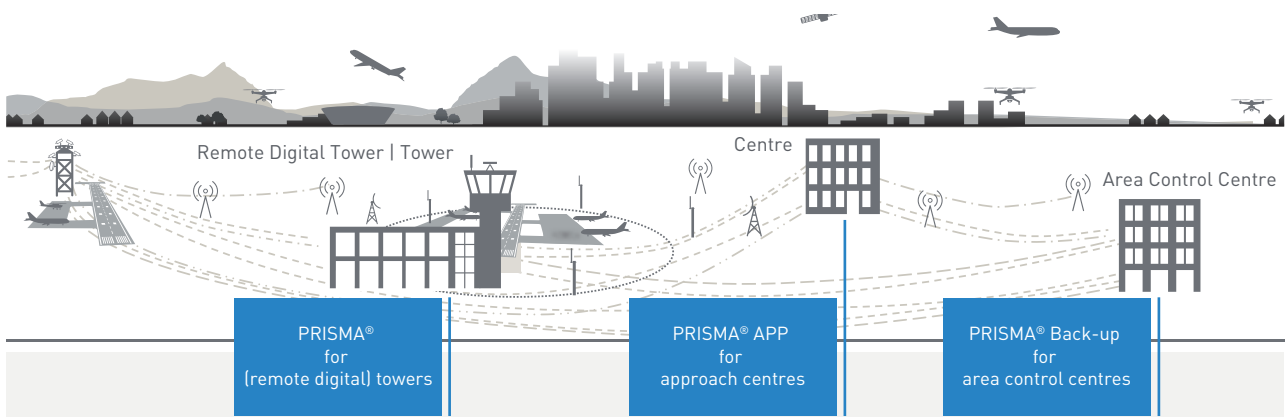 Remote Digital Tower | Tower
Centre
Area Control Centre
PRISMA®
for
(remote digital) towers
PRISMA® APP
for
approach centres
PRISMA® Back-up
for
area control centres